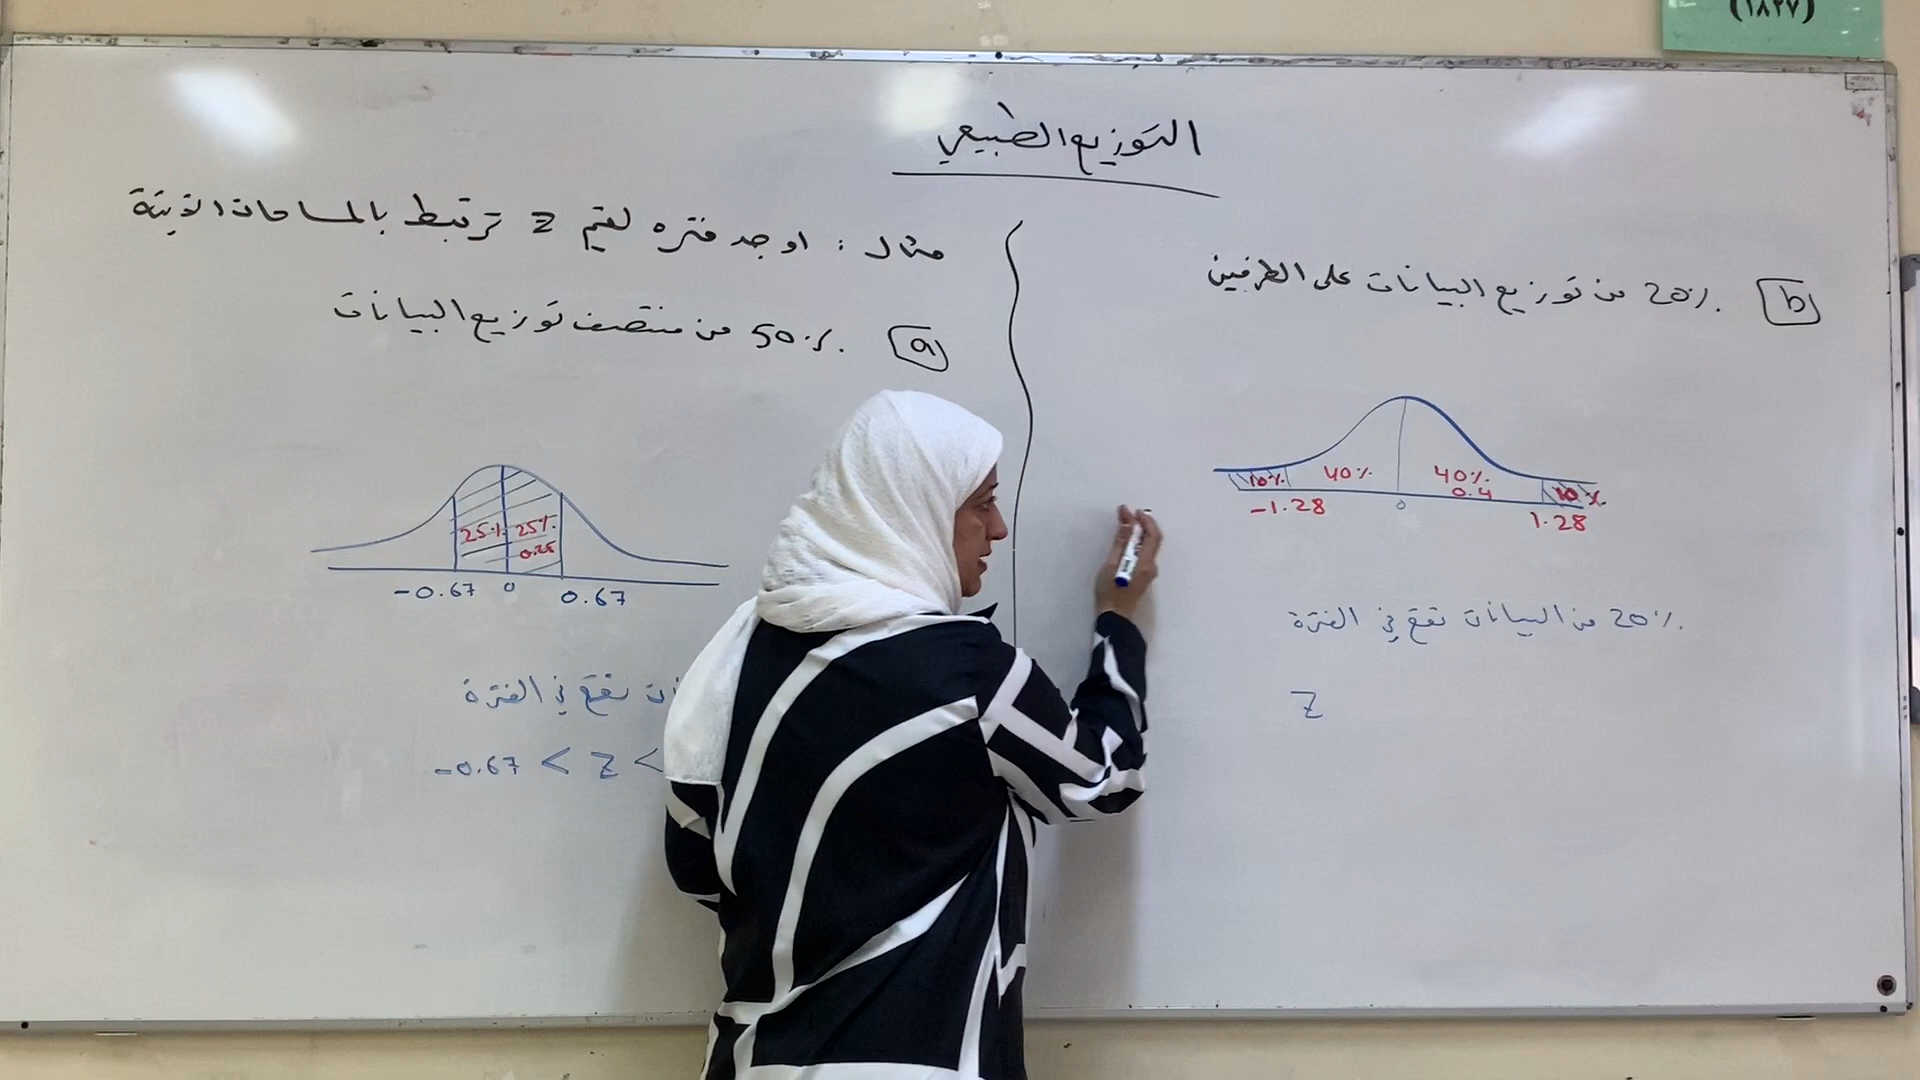 (١٨٢٧)
التوزيع الطبيعي
مثال : اوجد فتره لقيم Z ترتبط بالمساحات الآتية
a 50% من منتصف توزيع البيانات
25% 25%
0.25
-0.67 0 0.67
تقع في الفترة
-0.67 < Z <
b 20% من توزيع البيانات على الطرفين
10% 40% 40% 10%
0.4
-1.28 0 1.28
20% من البيانات تقع في الفترة
Z